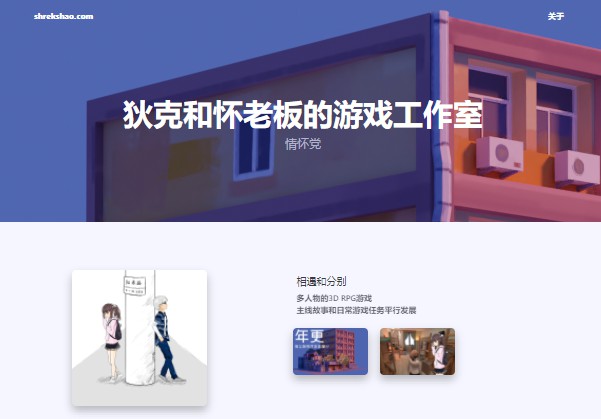 shrekshao.com
关于
狄克和怀老板的游戏工作室
情怀党
相遇和分别
多人物的3D RPG游戏
主线故事和日常游戏任务平行发展
年更